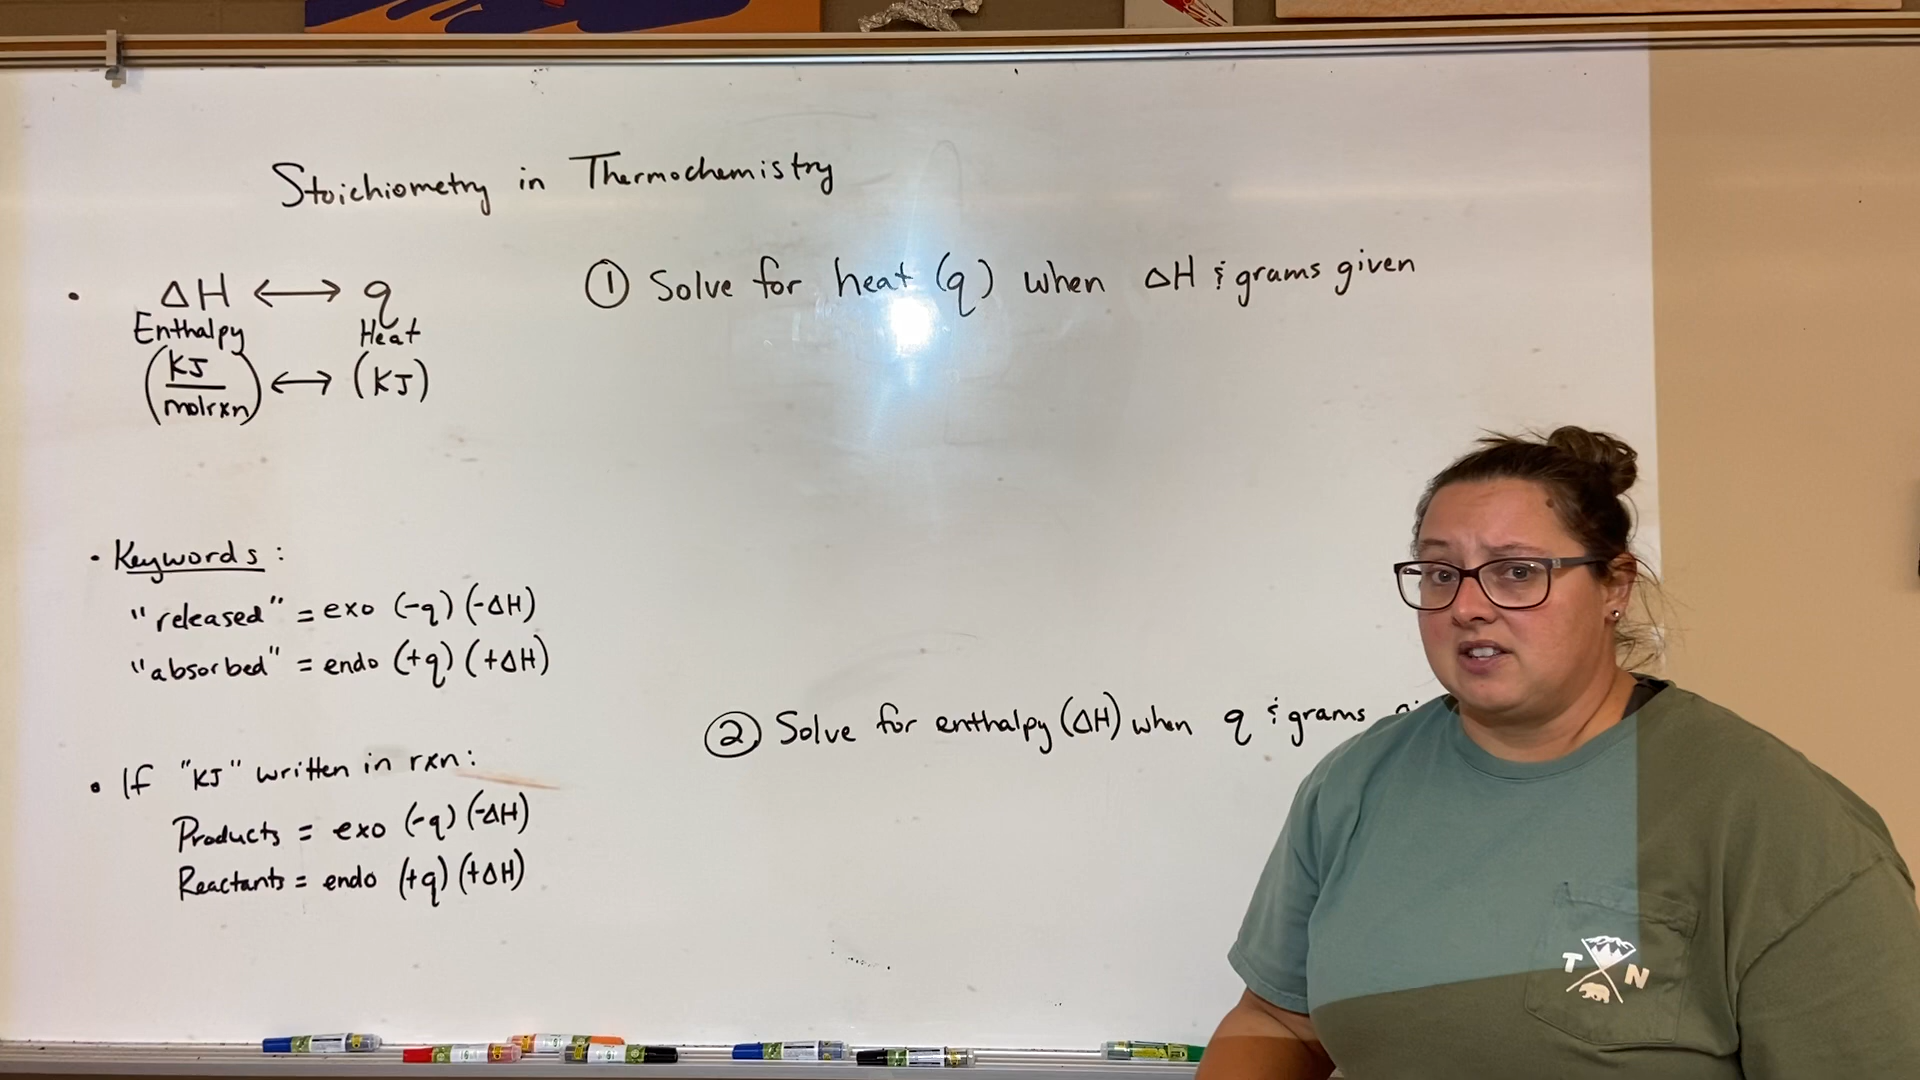 Stoichiometry in Thermochemistry
• ΔH ⟷ q
Enthalpy Heat
(KJ/molrxn) ⟷ (KJ)
• Keywords:
"released" = exo (-q) (-ΔH)
"absorbed" = endo (+q) (+ΔH)
• If "KJ" written in rxn:
Products = exo (-q) (-ΔH)
Reactants = endo (+q) (+ΔH)
① Solve for heat (q) when ΔH & grams given
② Solve for enthalpy (ΔH) when q & grams
T N